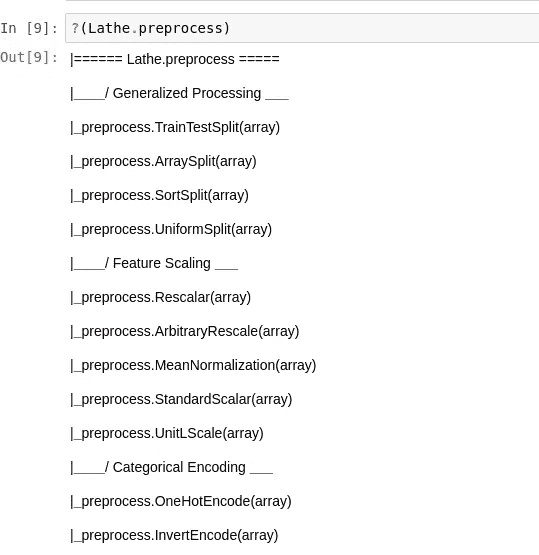 In [9]: ?(Lathe.preprocess)
Out[9]: |====== Lathe.preprocess =====
|____/ Generalized Processing ___
|_preprocess.TrainTestSplit(array)
|_preprocess.ArraySplit(array)
|_preprocess.SortSplit(array)
|_preprocess.UniformSplit(array)
|____/ Feature Scaling ___
|_preprocess.Rescalar(array)
|_preprocess.ArbitraryRescale(array)
|_preprocess.MeanNormalization(array)
|_preprocess.StandardScalar(array)
|_preprocess.UnitLScale(array)
|____/ Categorical Encoding ___
|_preprocess.OneHotEncode(array)
|_preprocess.InvertEncode(array)